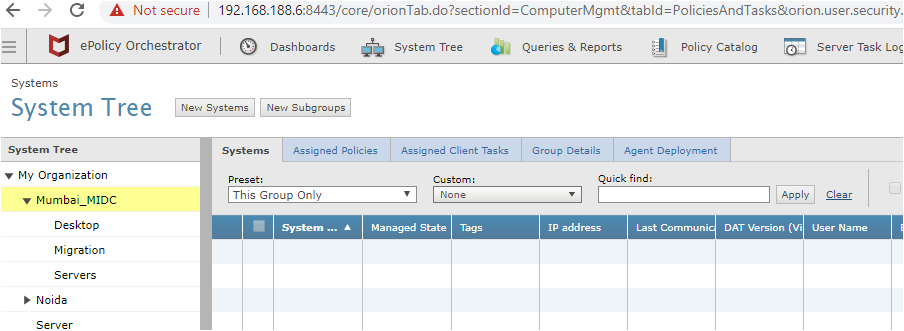 Not secure 192.168.188.6:8443/core/orionTab.do?sectionId=ComputerMgmt&tabId=PoliciesAndTasks&orion.user.security.
ePolicy Orchestrator Dashboards System Tree Queries & Reports Policy Catalog Server Task Log
Systems
System Tree New Systems New Subgroups
System Tree
Systems Assigned Policies Assigned Client Tasks Group Details Agent Deployment
My Organization
Mumbai_MIDC
Desktop
Migration
Servers
Noida
Server
Preset: Custom: Quick find:
This Group Only None Apply Clear
System ... Managed State Tags IP address Last Communica DAT Version (Vi User Name